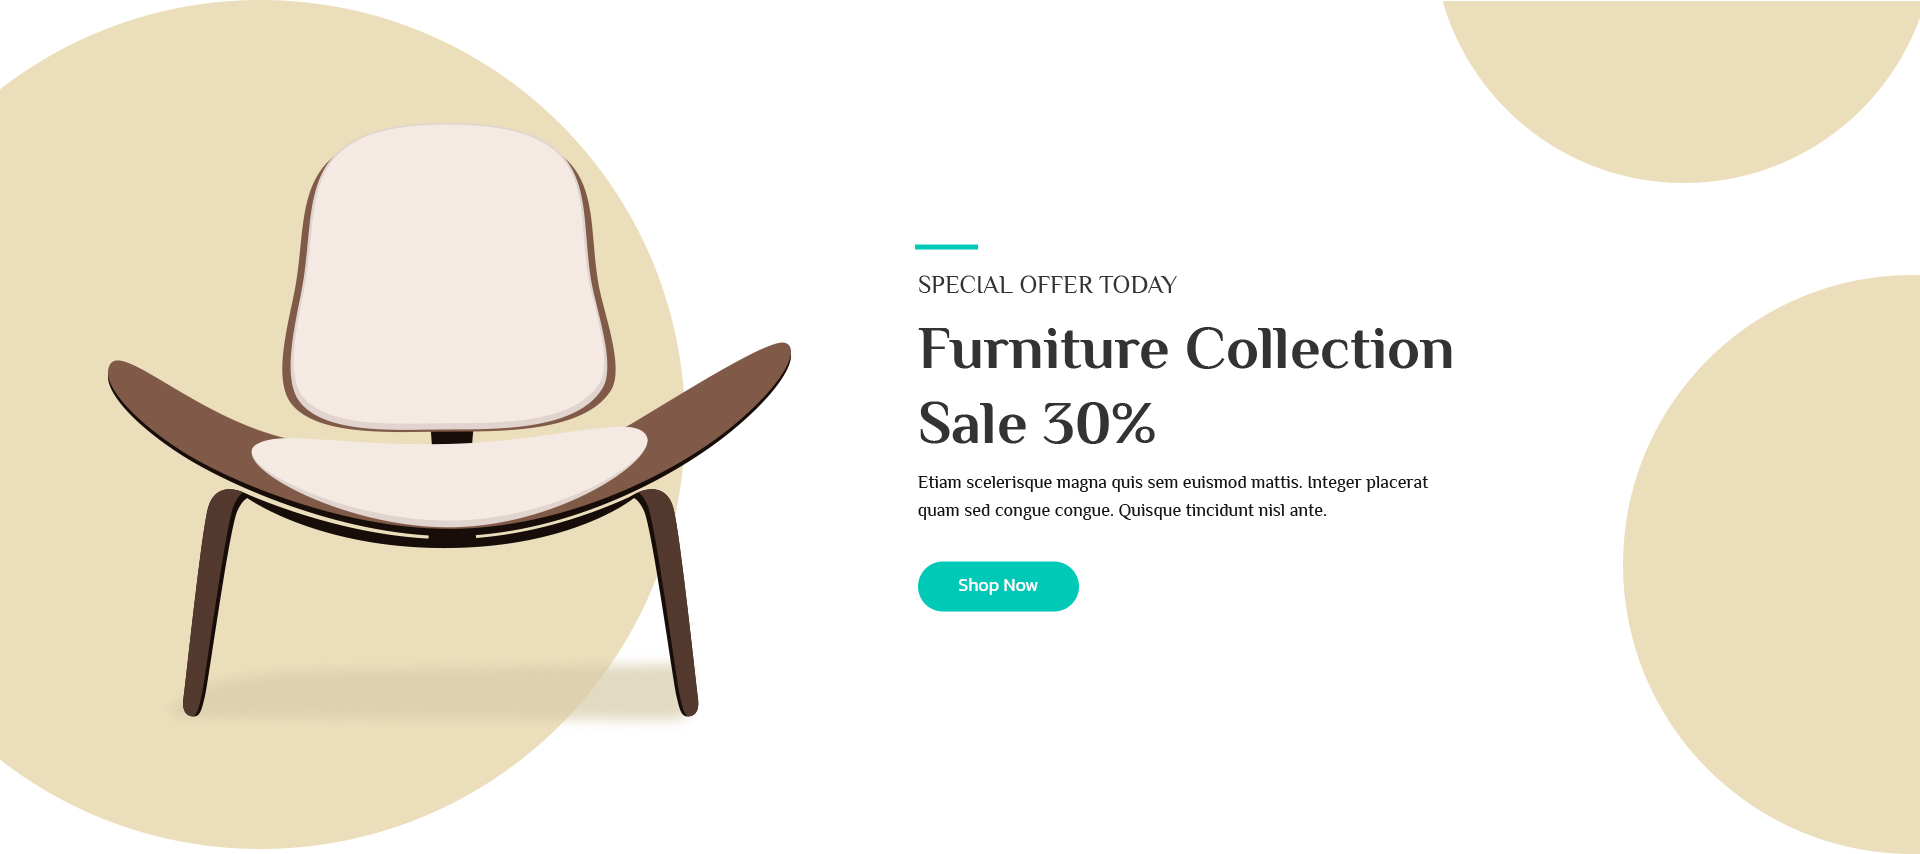 SPECIAL OFFER TODAY
Furniture Collection
Sale 30%
Etiam scelerisque magna quis sem euismod mattis. Integer placerat
quam sed congue congue. Quisque tincidunt nisl ante.
Shop Now